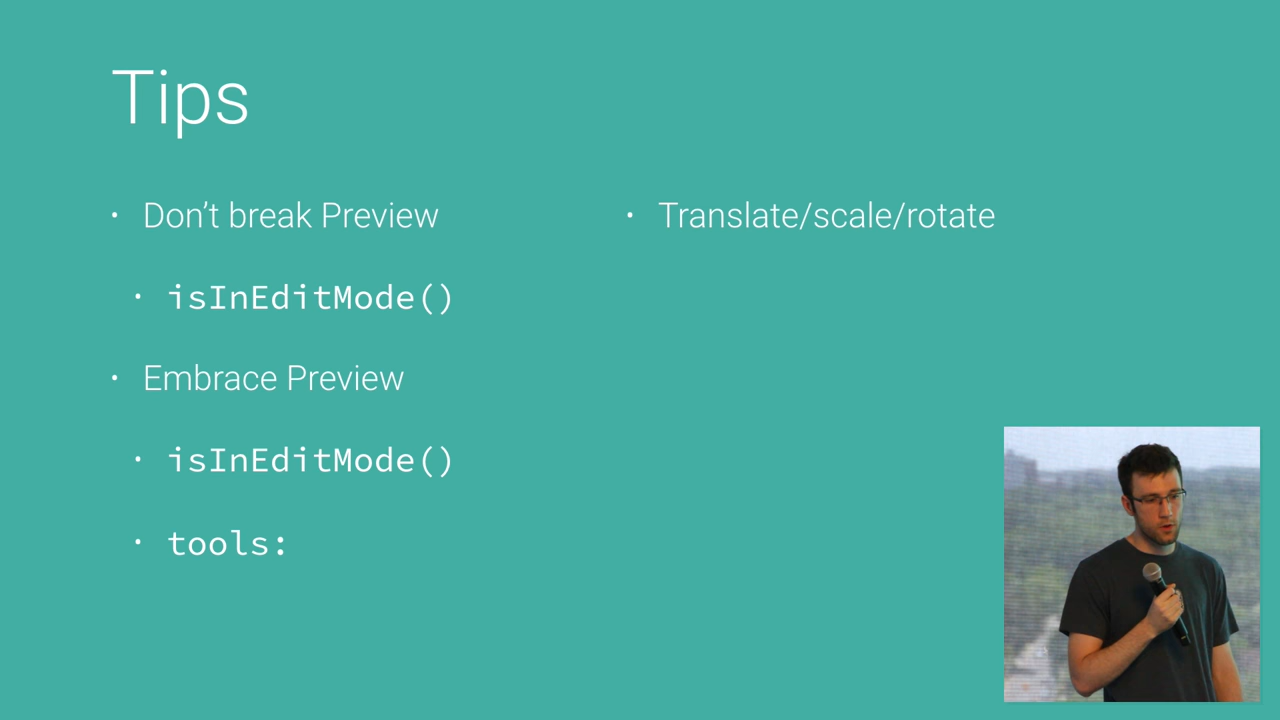 Tips
• Don’t break Preview
• isInEditMode()
• Embrace Preview
• isInEditMode()
• tools:
• Translate/scale/rotate